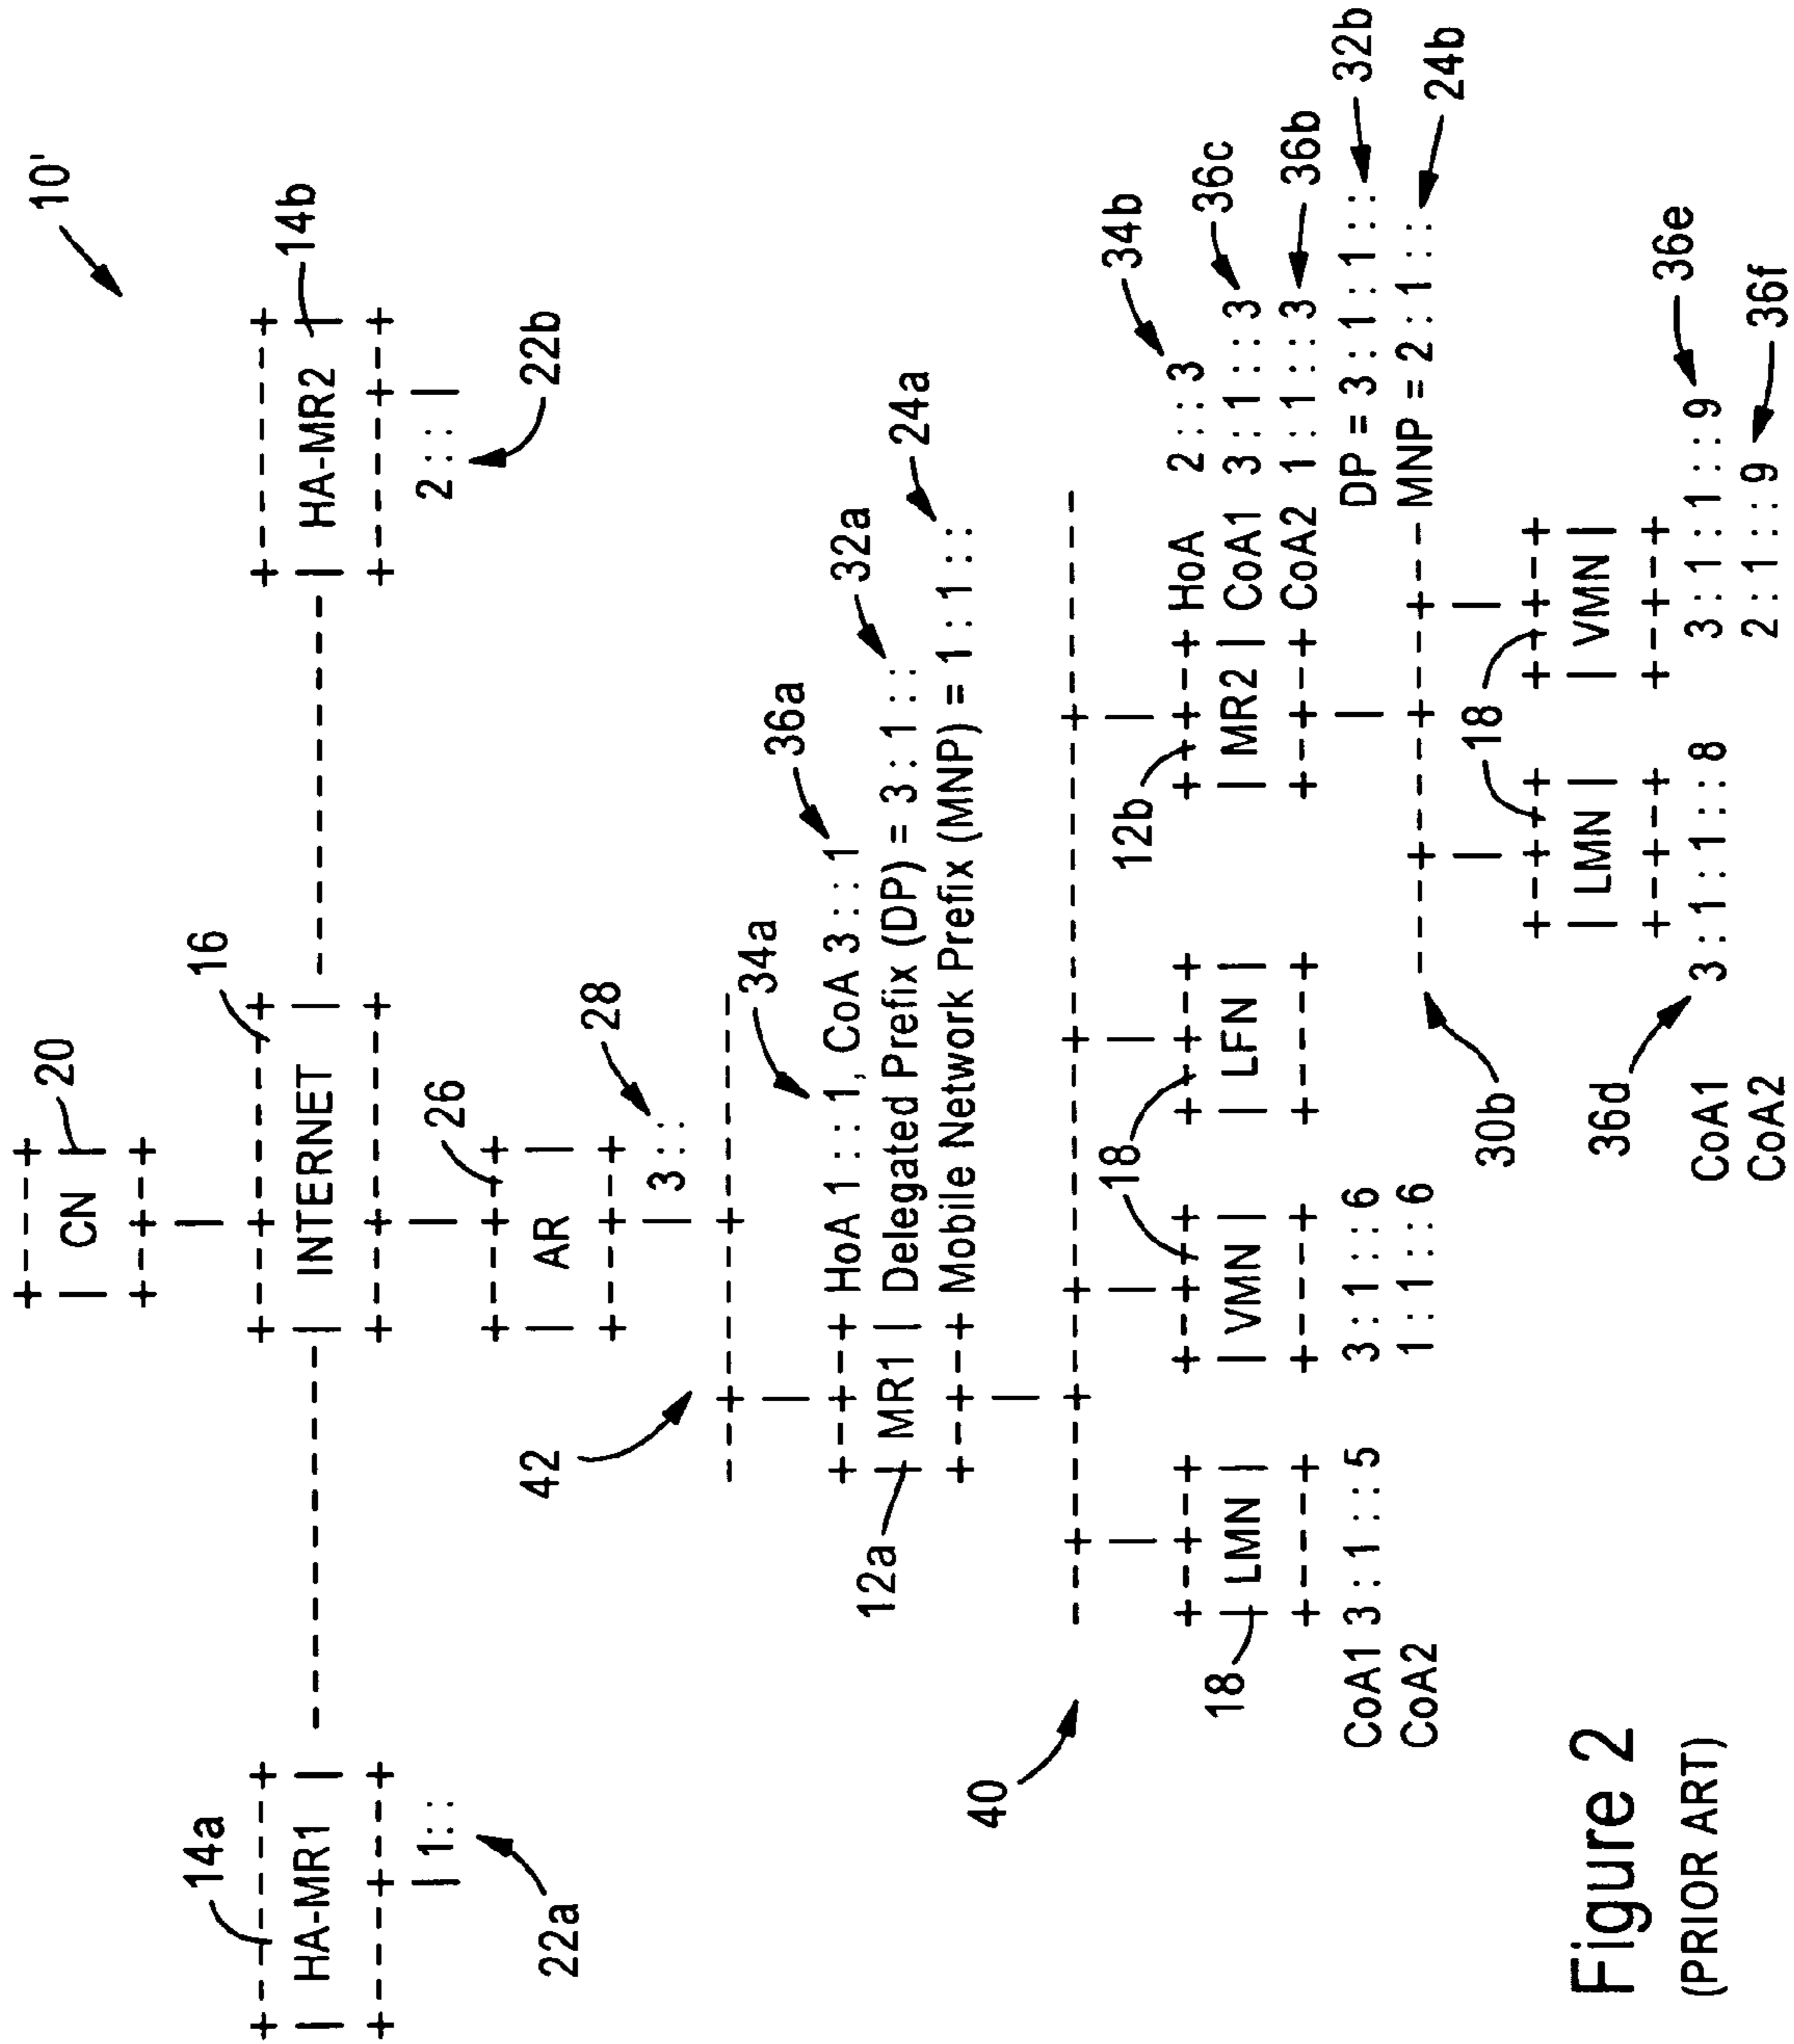 10'
+----+
| CN | 20
+--+-+
|
+------+ +--+-----+ 16 +------+
14a | HA-MR1 | ------ | INTERNET | ------ | HA-MR2 | 14b
+---+--+ +--+-----+ +----+-+
| 1::: | 2:::
22a 22b
+--+--+ 26
| AR |
+--+--+
| 3::: 28
42 --+-----+------
|
+--+--+ HoA 1:::1, CoA 3:::1 34a 36a
12a | MR1 | Delegated Prefix (DP) = 3::1::: 32a
+--+--+ Mobile Network Prefix (MNP) = 1::1::: 24a
|
40 --+----+---+------+--------+------
| | | |
+-+--+ +-+--+ +-+--+ +-+--+ HoA 2:::3 34b
18 | LMN | | VMN | 18 | LFN | 18 12b | MR2 | CoA1 3::1:::3 36c
+----+ +----+ +----+ +-+--+ CoA2 1::1:::3 36b
CoA1 3::1:::5 3::1:::6 | DP = 3::1::1::: 32b
CoA2 1::1:::6 30b ---+----+---+-- MNP = 2::1::: 24b
| |
+-+--+ +-+--+
| LMN | 18 | VMN | 18
+--+-+ +--+-+
CoA1 36d 3::1::1:::8 3::1::1:::9 36e
CoA2 2::1:::9 36f
Figure 2
(PRIOR ART)